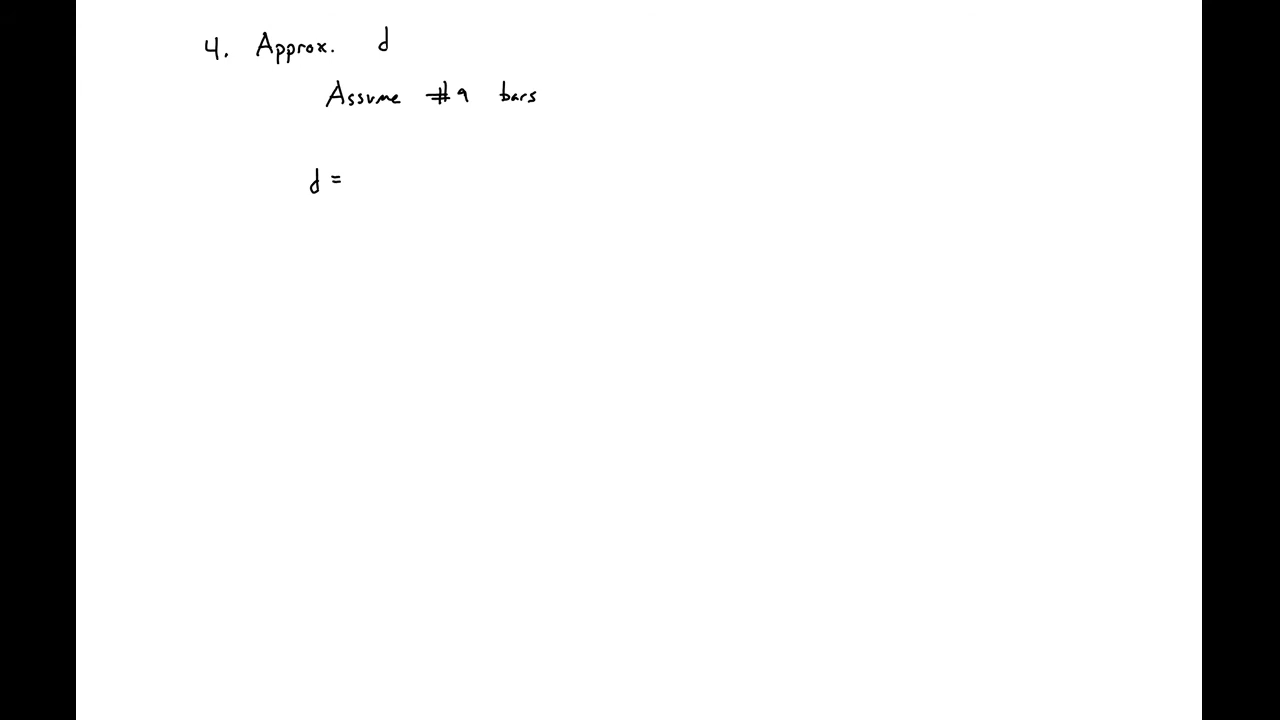 4. Approx. d
Assume #9 bars
d =